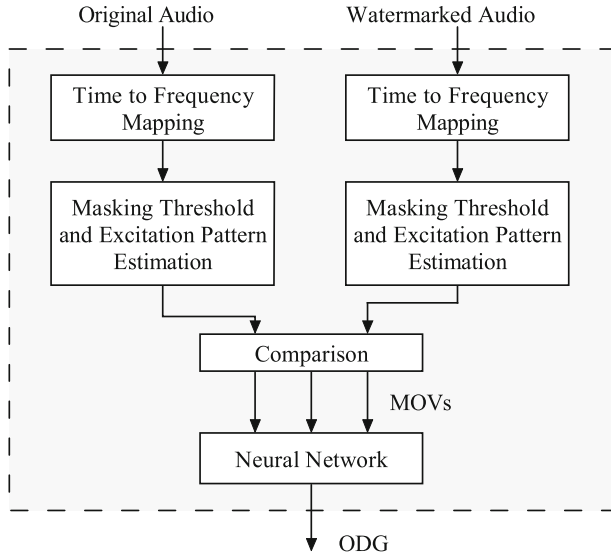 Original Audio
Watermarked Audio
Time to Frequency
Mapping
Time to Frequency
Mapping
Masking Threshold
and Excitation Pattern
Estimation
Masking Threshold
and Excitation Pattern
Estimation
Comparison
MOVs
Neural Network
ODG